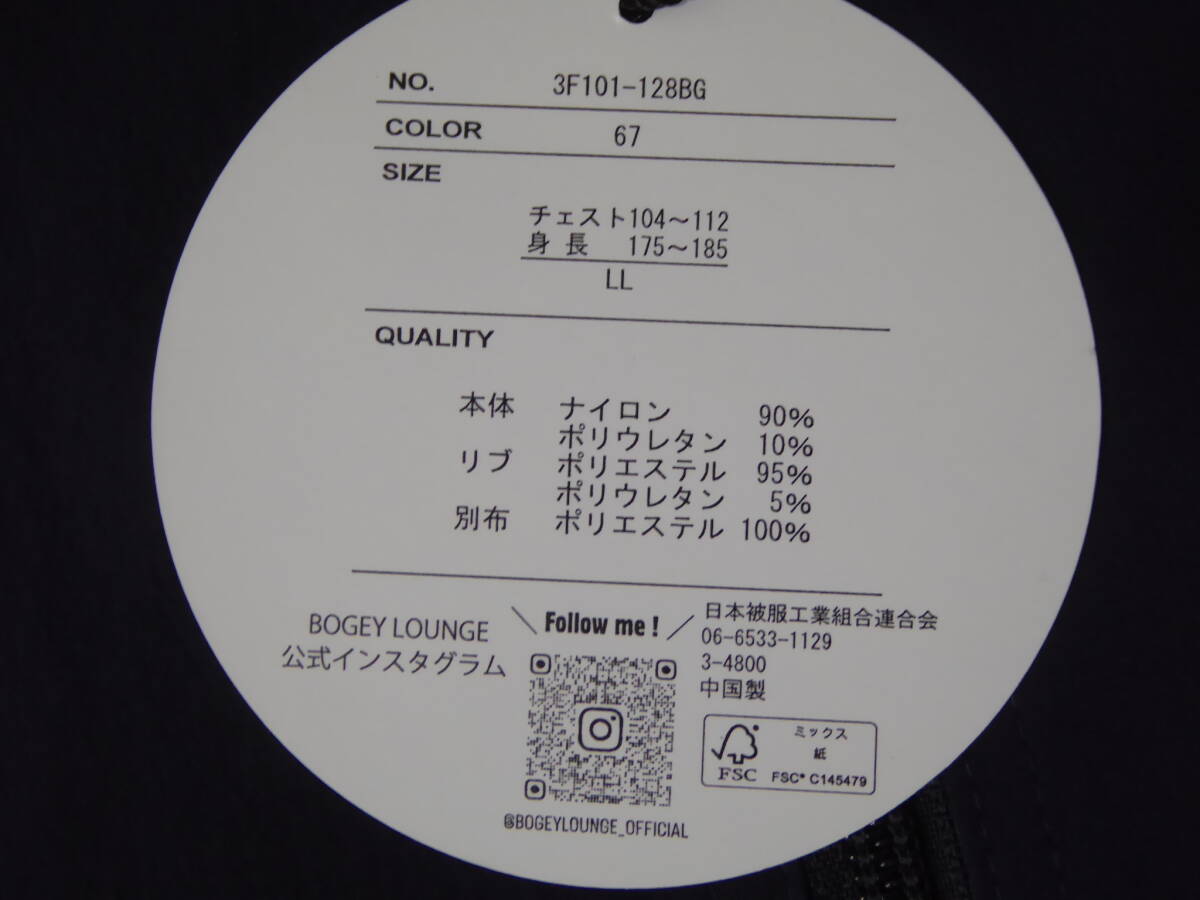 NO. 3F101-128BG
COLOR 67
SIZE
チェスト104～112
身長 175～185
LL
QUALITY
本体 ナイロン 90%
ポリウレタン 10%
リブ ポリエステル 95%
ポリウレタン 5%
別布 ポリエステル 100%
BOGEY LOUNGE
公式インスタグラム
\ Follow me ! /
@BOGEYLOUNGE_OFFICIAL
日本被服工業組合連合会
06-6533-1129
3-4800
中国製
FSC
ミックス
紙
FSC® C145479